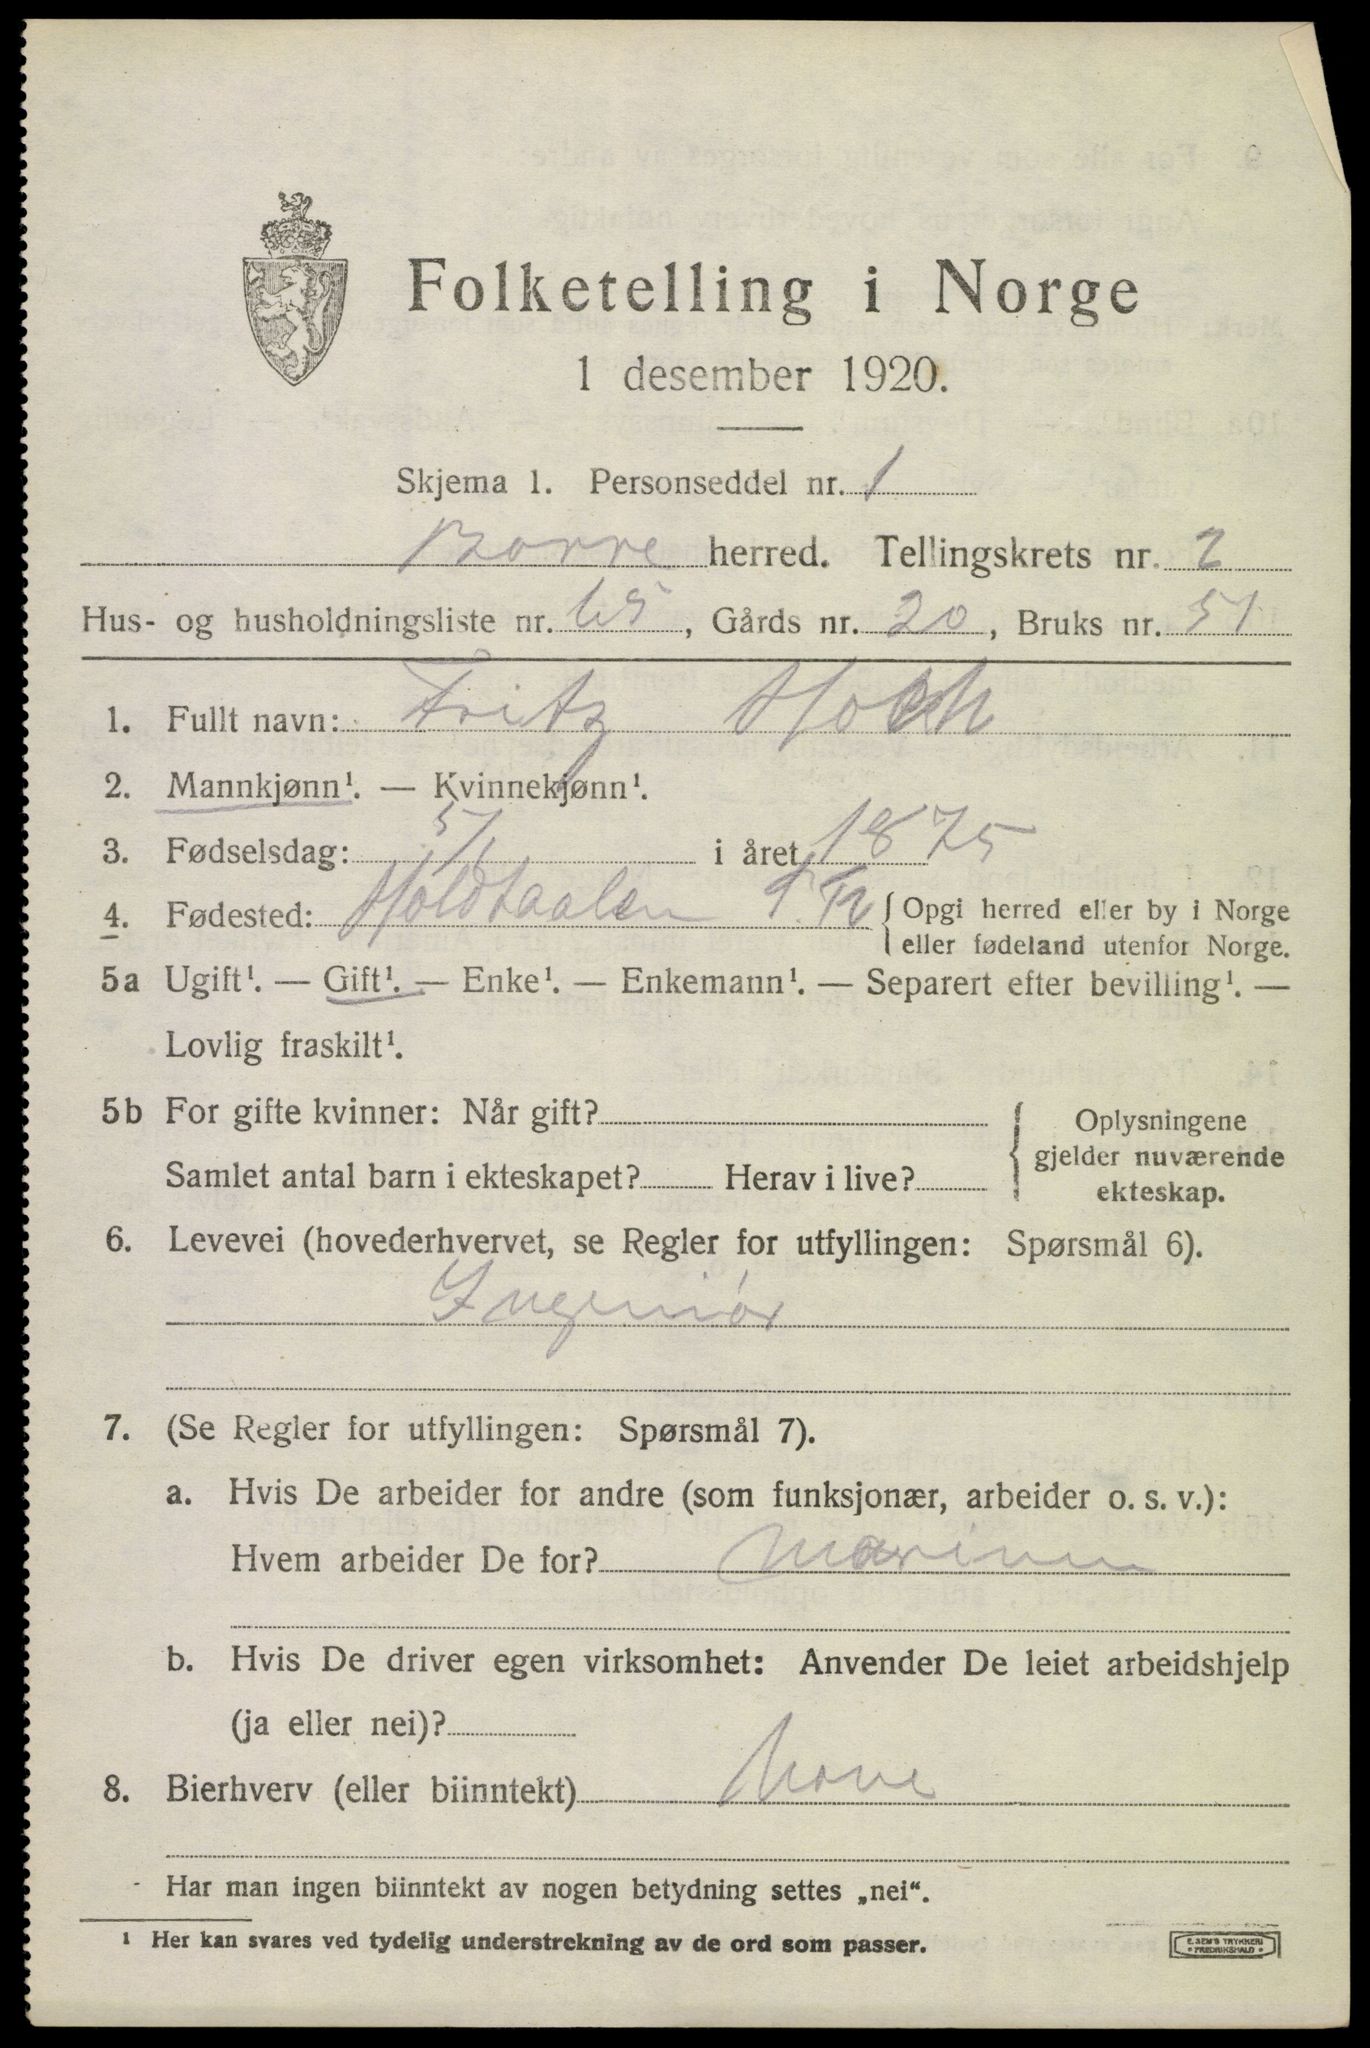 Folketelling i Norge
1 desember 1920.
Skjema 1. Personseddel nr. 1
Borre herred. Tellingskrets nr. 2
Hus- og husholdningsliste nr. 65, Gårds nr. 20, Bruks nr. 51
1. Fullt navn: Fritz
2. Mannkjønn¹. — Kvinnekjønn¹.
3. Fødselsdag: 5/1 i året 1875
4. Fødested: Holdtaalen S. Tr. { Opgi herred eller by i Norge
eller fødeland utenfor Norge.
5a Ugift¹. — Gift¹. — Enke¹. — Enkemann¹. — Separert efter bevilling¹. —
Lovlig fraskilt¹.
5b For gifte kvinner: Når gift?
Samlet antal barn i ekteskapet? Herav i live?
{ Oplysningene
gjelder nuværende
ekteskap.
6. Levevei (hovederhvervet, se Regler for utfyllingen: Spørsmål 6).
Ingeniør
7. (Se Regler for utfyllingen: Spørsmål 7).
a. Hvis De arbeider for andre (som funksjonær, arbeider o. s. v.):
Hvem arbeider De for? Marinen
b. Hvis De driver egen virksomhet: Anvender De leiet arbeidshjelp
(ja eller nei)?
8. Bierhverv (eller biinntekt)
Har man ingen biinntekt av nogen betydning settes „nei“.
¹ Her kan svares ved tydelig understrekning av de ord som passer.
E. SEM'S TRYKKERI
• FREDRIKSHALD •